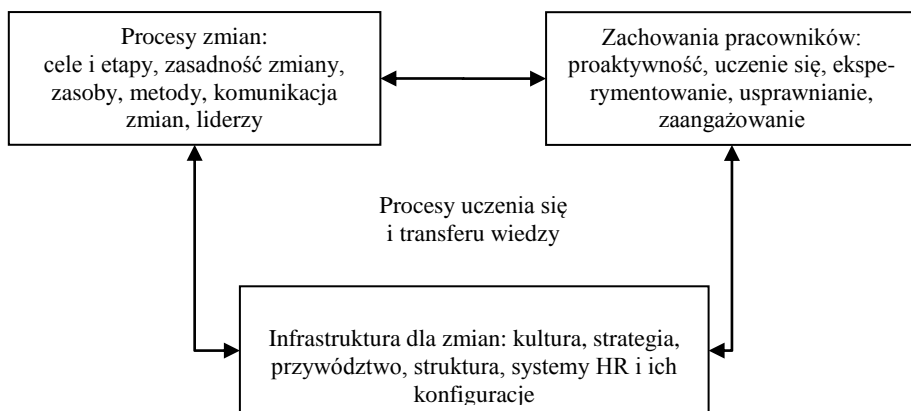 Procesy zmian:
cele i etapy, zasadność zmiany,
zasoby, metody, komunikacja
zmian, liderzy
Zachowania pracowników:
proaktywność, uczenie się, ekspe-
rymentowanie, usprawnianie,
zaangażowanie
Procesy uczenia się
i transferu wiedzy
Infrastruktura dla zmian: kultura, strategia,
przywództwo, struktura, systemy HR i ich
konfiguracje